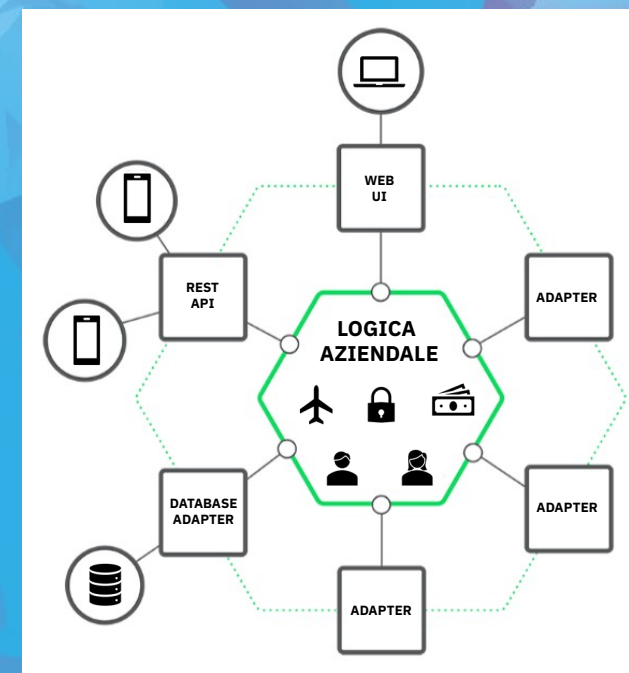 WEB
UI
REST
API
ADAPTER
LOGICA
AZIENDALE
DATABASE
ADAPTER
ADAPTER
ADAPTER